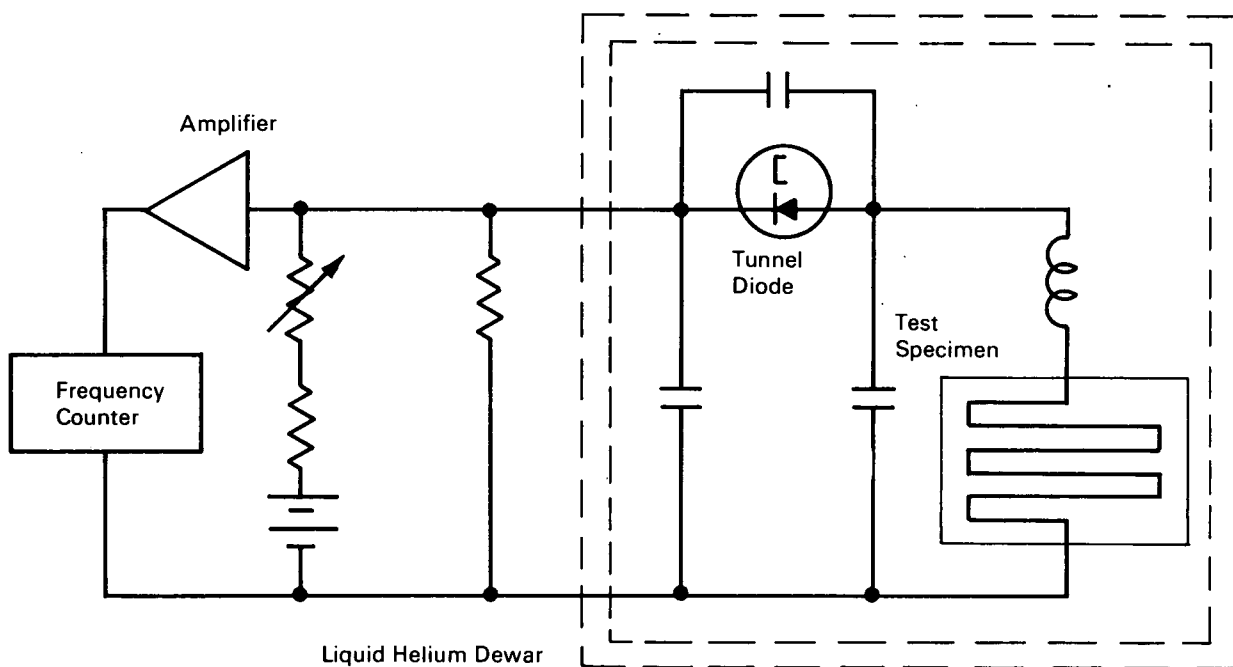 Amplifier
Tunnel
Diode
Test
Specimen
Frequency
Counter
Liquid Helium Dewar